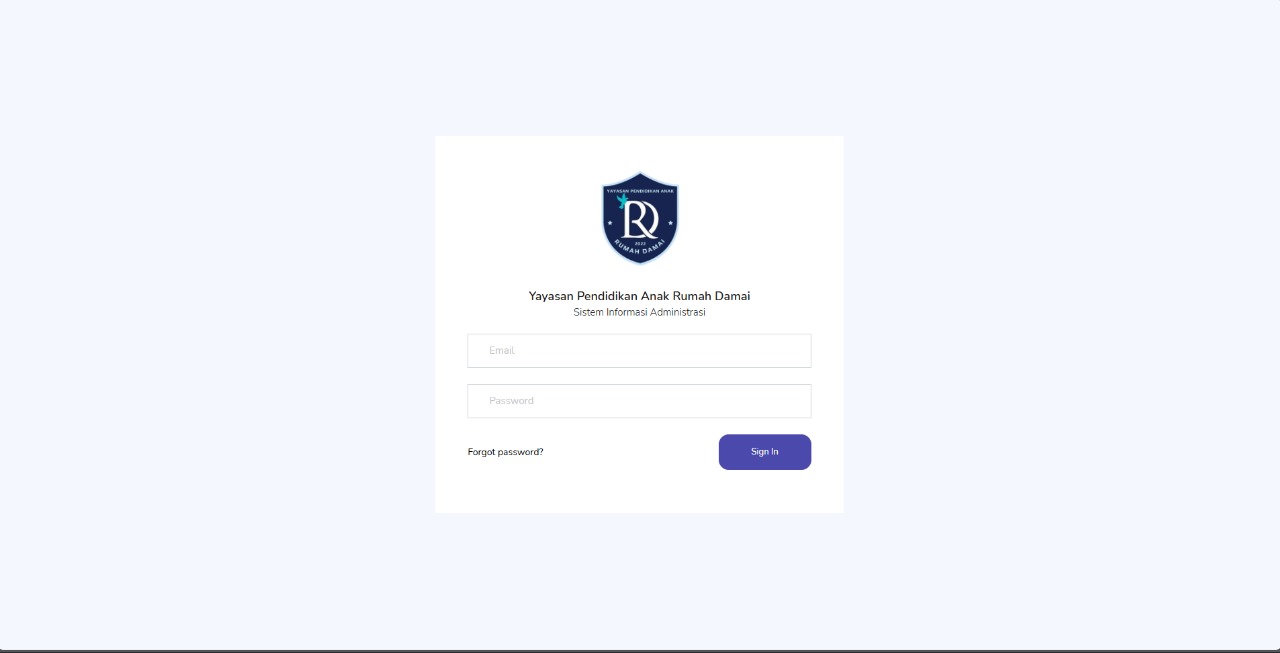 YAYASAN PENDIDIKAN ANAK
RD
RUMAH DAMAI
Yayasan Pendidikan Anak Rumah Damai
Sistem Informasi Administrasi
Email
Password
Forgot password?
Sign In